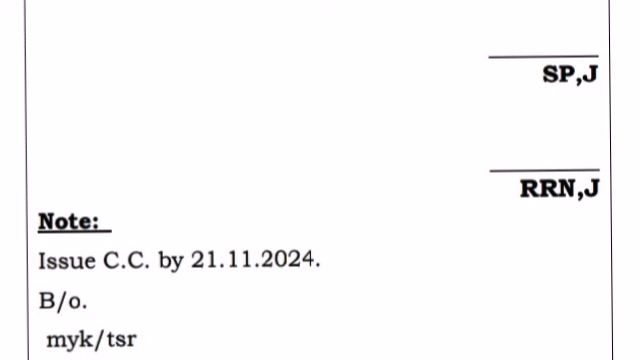 SP,J
RRN,J
Note:
Issue C.C. by 21.11.2024.
B/o.
myk/tsr